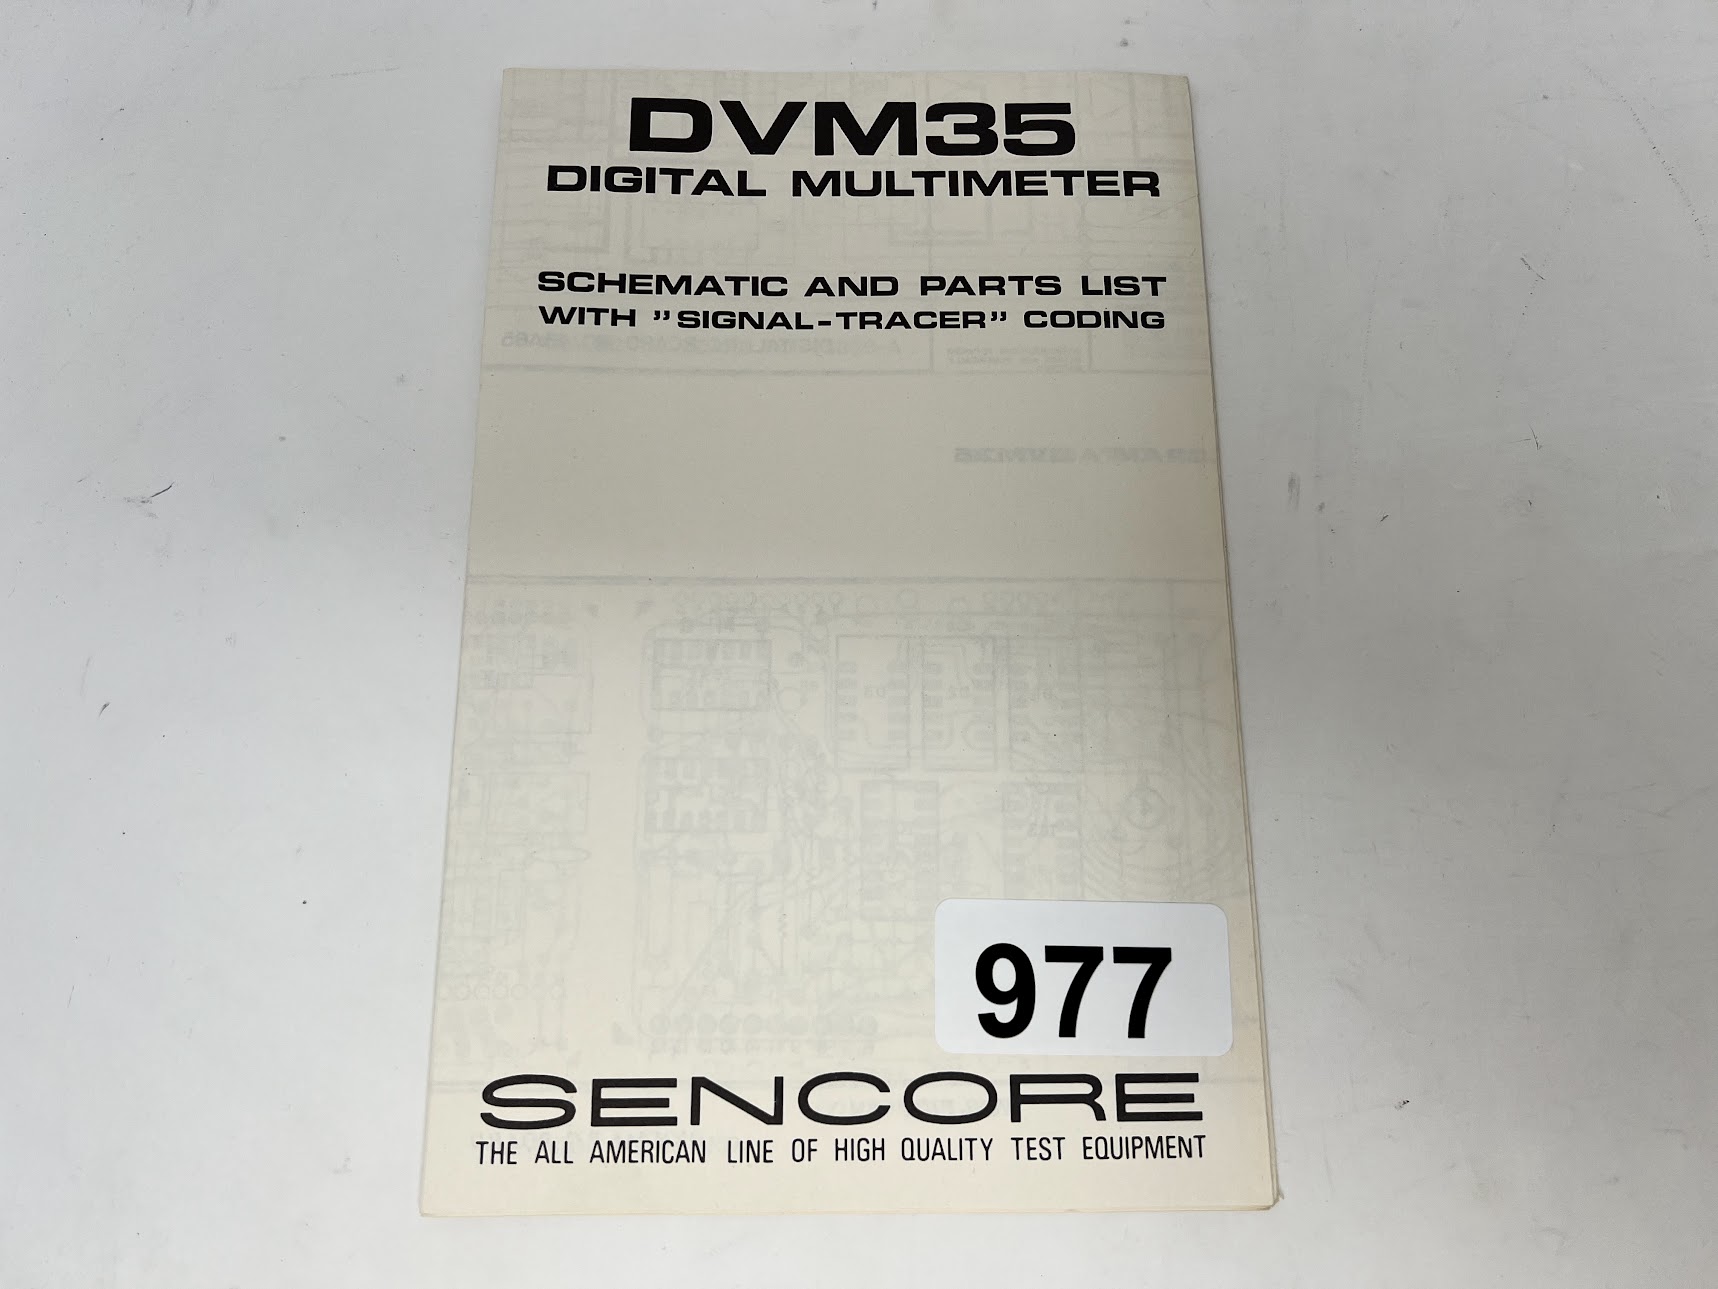 DVM35
DIGITAL MULTIMETER
SCHEMATIC AND PARTS LIST
WITH "SIGNAL-TRACER" CODING
977
SENCORE
THE ALL AMERICAN LINE OF HIGH QUALITY TEST EQUIPMENT